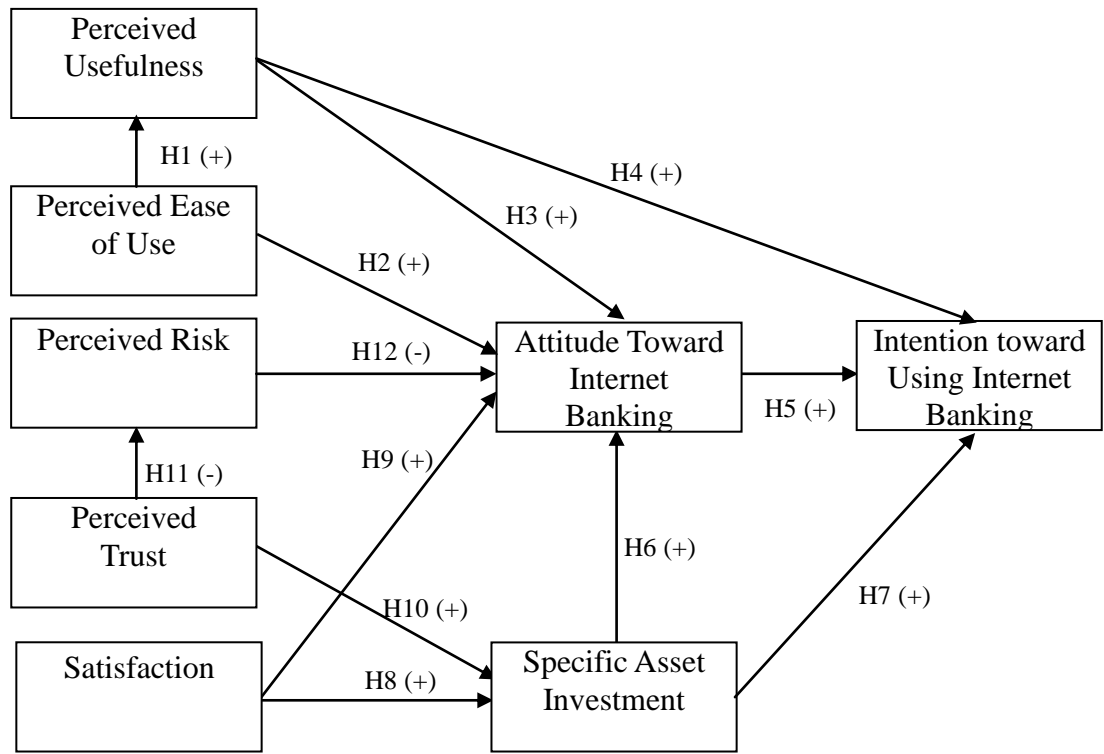 Perceived
Usefulness
H1 (+)
H4 (+)
Perceived Ease
of Use
H3 (+)
H2 (+)
Perceived Risk
H12 (-)
Attitude Toward
Internet
Banking
Intention toward
Using Internet
Banking
H5 (+)
H9 (+)
H11 (-)
Perceived
Trust
H6 (+)
H10 (+)
H7 (+)
Satisfaction
H8 (+)
Specific Asset
Investment